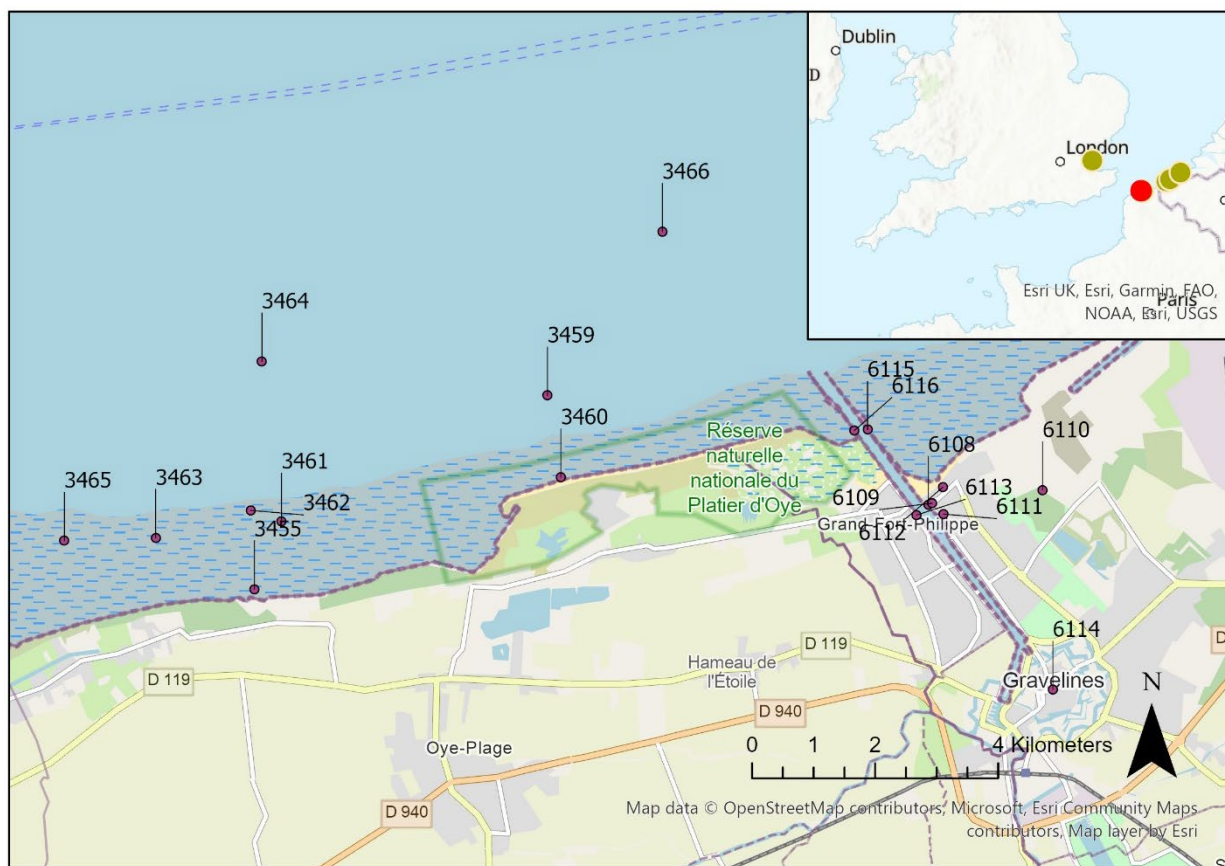 Dublin
D
London
Paris
Esri UK, Esri, Garmin, FAO,
NOAA, Esri, USGS
3466
3464
3459
3460
6115
6116
3465
3463
3461
3462
3455
6108
6110
6109
6113
6111
6112
6114
Réserve
naturelle
nationale du
Platier d'Oye
Grand-Fort-Philippe
D 119
Hameau de
l'Étoile
D 119
Gravelines
D
N
D 940
Oye-Plage
0 1 2 4 Kilometers
D 940
Map data © OpenStreetMap contributors, Microsoft, Esri Community Maps
contributors, Map layer by Esri